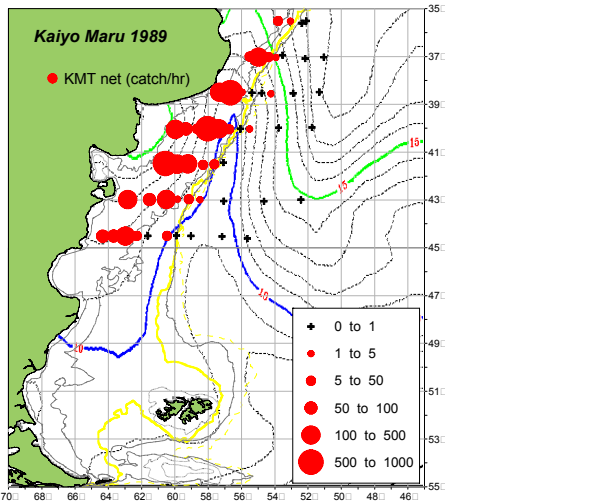 Kaiyo Maru 1989
KMT net (catch/hr)
35
37
39
41
43
45
47
49
51
53
55
15
15
15
10
0 to 1
1 to 5
5 to 50
50 to 100
100 to 500
500 to 1000
70 68 66 64 62 60 58 56 54 52 50 48 46